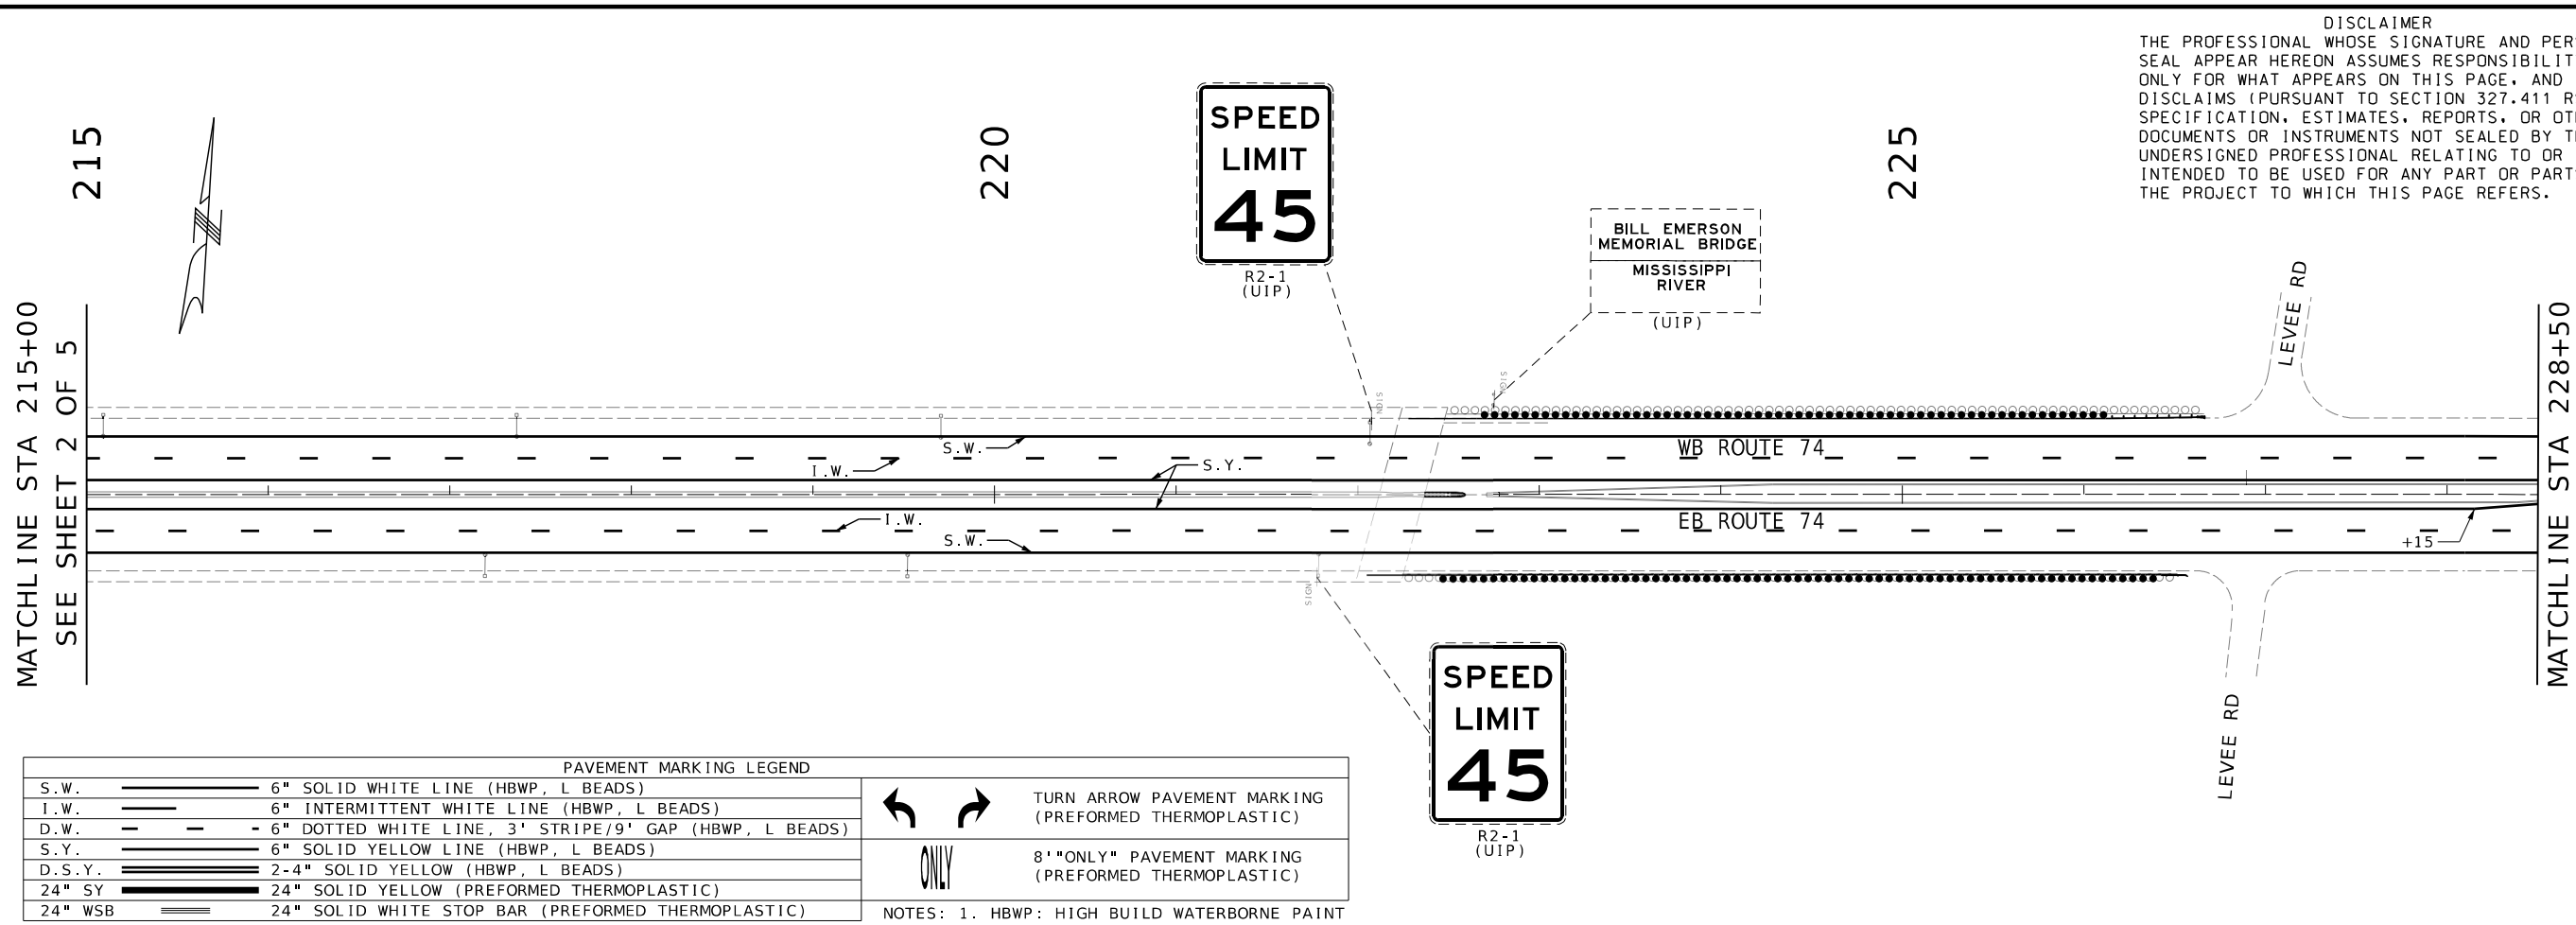 DISCLAIMER
THE PROFESSIONAL WHOSE SIGNATURE AND PER
SEAL APPEAR HEREON ASSUMES RESPONSIBILIT
ONLY FOR WHAT APPEARS ON THIS PAGE, AND
DISCLAIMS (PURSUANT TO SECTION 327.411 R
SPECIFICATION, ESTIMATES, REPORTS, OR OT
DOCUMENTS OR INSTRUMENTS NOT SEALED BY T
UNDERSIGNED PROFESSIONAL RELATING TO OR
INTENDED TO BE USED FOR ANY PART OR PART
THE PROJECT TO WHICH THIS PAGE REFERS.
215
220
225
N
SPEED
LIMIT
45
R2-1
(UIP)
BILL EMERSON
MEMORIAL BRIDGE
MISSISSIPPI
RIVER
(UIP)
LEVEE RD
MATCHLINE STA 215+00
SEE SHEET 2 OF 5
MATCHLINE STA 228+50
SIGN
SIGN
S.W.
I.W.
S.Y.
WB ROUTE 74
I.W.
S.W.
EB ROUTE 74
+15
SIGN
SPEED
LIMIT
45
R2-1
(UIP)
LEVEE RD
PAVEMENT MARKING LEGEND
S.W. 6" SOLID WHITE LINE (HBWP, L BEADS)
I.W. 6" INTERMITTENT WHITE LINE (HBWP, L BEADS)
D.W. 6" DOTTED WHITE LINE, 3' STRIPE/9' GAP (HBWP, L BEADS)
S.Y. 6" SOLID YELLOW LINE (HBWP, L BEADS)
D.S.Y. 2-4" SOLID YELLOW (HBWP, L BEADS)
24" SY 24" SOLID YELLOW (PREFORMED THERMOPLASTIC)
24" WSB 24" SOLID WHITE STOP BAR (PREFORMED THERMOPLASTIC)
TURN ARROW PAVEMENT MARKING
(PREFORMED THERMOPLASTIC)
ONLY
8'"ONLY" PAVEMENT MARKING
(PREFORMED THERMOPLASTIC)
NOTES: 1. HBWP: HIGH BUILD WATERBORNE PAINT